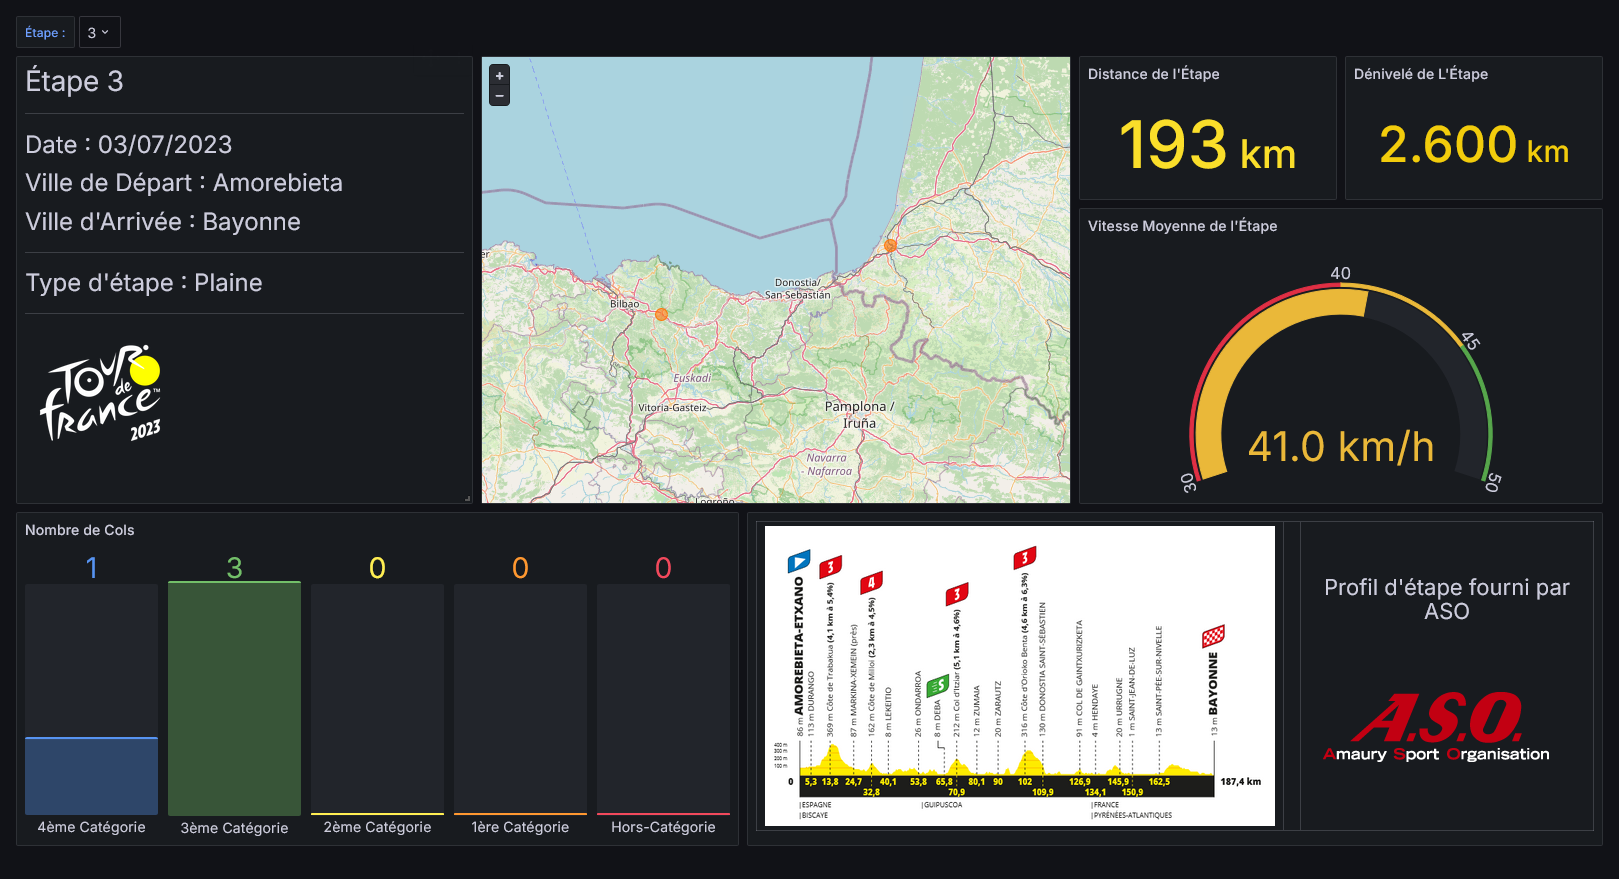 Étape :
3
Étape 3
Date : 03/07/2023
Ville de Départ : Amorebieta
Ville d'Arrivée : Bayonne
Type d'étape : Plaine
TOUR
de
france™
2023
+
−
er
Bilbao
Donostia/
San Sebastián
Euskadi
Vitoria-Gasteiz
Pamplona /
Iruña
Navarra
- Nafarroa
Logroño
Distance de l'Étape
193 km
Dénivelé de L'Étape
2.600 km
Vitesse Moyenne de l'Étape
40
45
41.0 km/h
30
50
Nombre de Cols
1
3
0
0
0
4ème Catégorie
3ème Catégorie
2ème Catégorie
1ère Catégorie
Hors-Catégorie
3
4
3
3
S
86 m AMOREBIETA-ETXANO
113 m DURANGO
369 m Côte de Trabakua (4,1 km à 5,4%)
87 m MARKINA-XEMEIN (près)
162 m Côte de Milloi (2,3 km à 4,5%)
8 m LEKEITIO
26 m ONDARROA
8 m DEBA
212 m Col d'Itziar (5,1 km à 4,6%)
12 m ZUMAIA
20 m ZARAUTZ
316 m Côte d'Orioko Benta (4,6 km à 6,3%)
130 m DONOSTIA SAINT-SÉBASTIEN
91 m COL DE GAINTXURIZKETA
4 m HENDAYE
20 m URRUGNE
1 m SAINT-JEAN-DE-LUZ
13 m SAINT-PÉE-SUR-NIVELLE
13 m BAYONNE
400 m
300 m
200 m
100 m
0 5,3 13,8 24,7 40,1 53,8 65,8 80,1 90 102 126,9 145,9 162,5 187,4 km
32,8 70,9 109,9 134,1 150,9
|ESPAGNE |GUIPUSCOA |FRANCE
|BISCAYE |PYRÉNÉES-ATLANTIQUES
Profil d'étape fourni par
ASO
A.S.O.
Amaury Sport Organisation